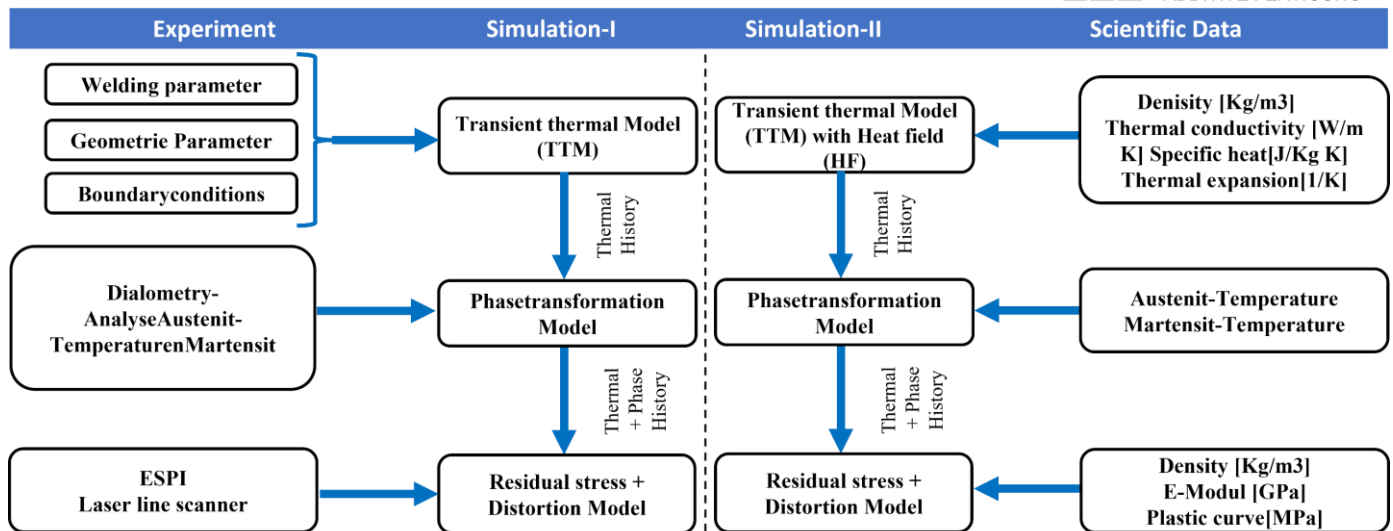 Experiment
Simulation-I
Simulation-II
Scientific Data
Welding parameter
Geometric Parameter
Boundaryconditions
Transient thermal Model
(TTM)
Transient thermal Model
(TTM) with Heat field
(HF)
Denisity [Kg/m3]
Thermal conductivity [W/m
K] Specific heat[J/Kg K]
Thermal expansion[1/K]
Thermal
History
Thermal
History
Dialometry-
AnalyseAustenit-
TemperaturenMartensit
Phasetransformation
Model
Phasetransformation
Model
Austenit-Temperature
Martensit-Temperature
Thermal
+ Phase
History
Thermal
+ Phase
History
ESPI
Laser line scanner
Residual stress +
Distortion Model
Residual stress +
Distortion Model
Density [Kg/m3]
E-Modul [GPa]
Plastic curve[MPa]